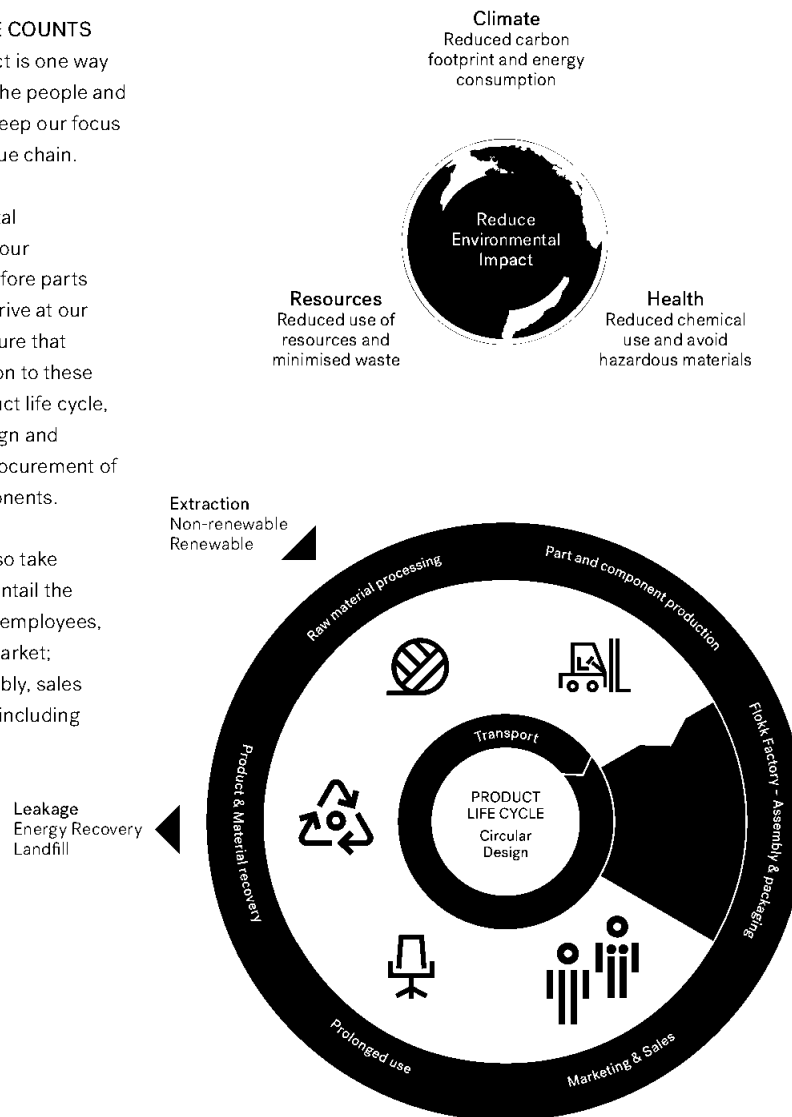 E COUNTS
ct is one way
he people and
eep our focus
ue chain.
tal
our
fore parts
rive at our
ure that
on to these
uct life cycle,
ign and
ocurement of
onents.
so take
ntail the
employees,
arket;
bly, sales
including
Climate
Reduced carbon
footprint and energy
consumption
Reduce
Environmental
Impact
Resources
Reduced use of
resources and
minimised waste
Health
Reduced chemical
use and avoid
hazardous materials
Extraction
Non-renewable
Renewable
Raw material processing
Part and component production
Flokk Factory – Assembly & packaging
Marketing & Sales
Prolonged use
Product & Material recovery
Transport
PRODUCT
LIFE CYCLE
Circular
Design
Leakage
Energy Recovery
Landfill